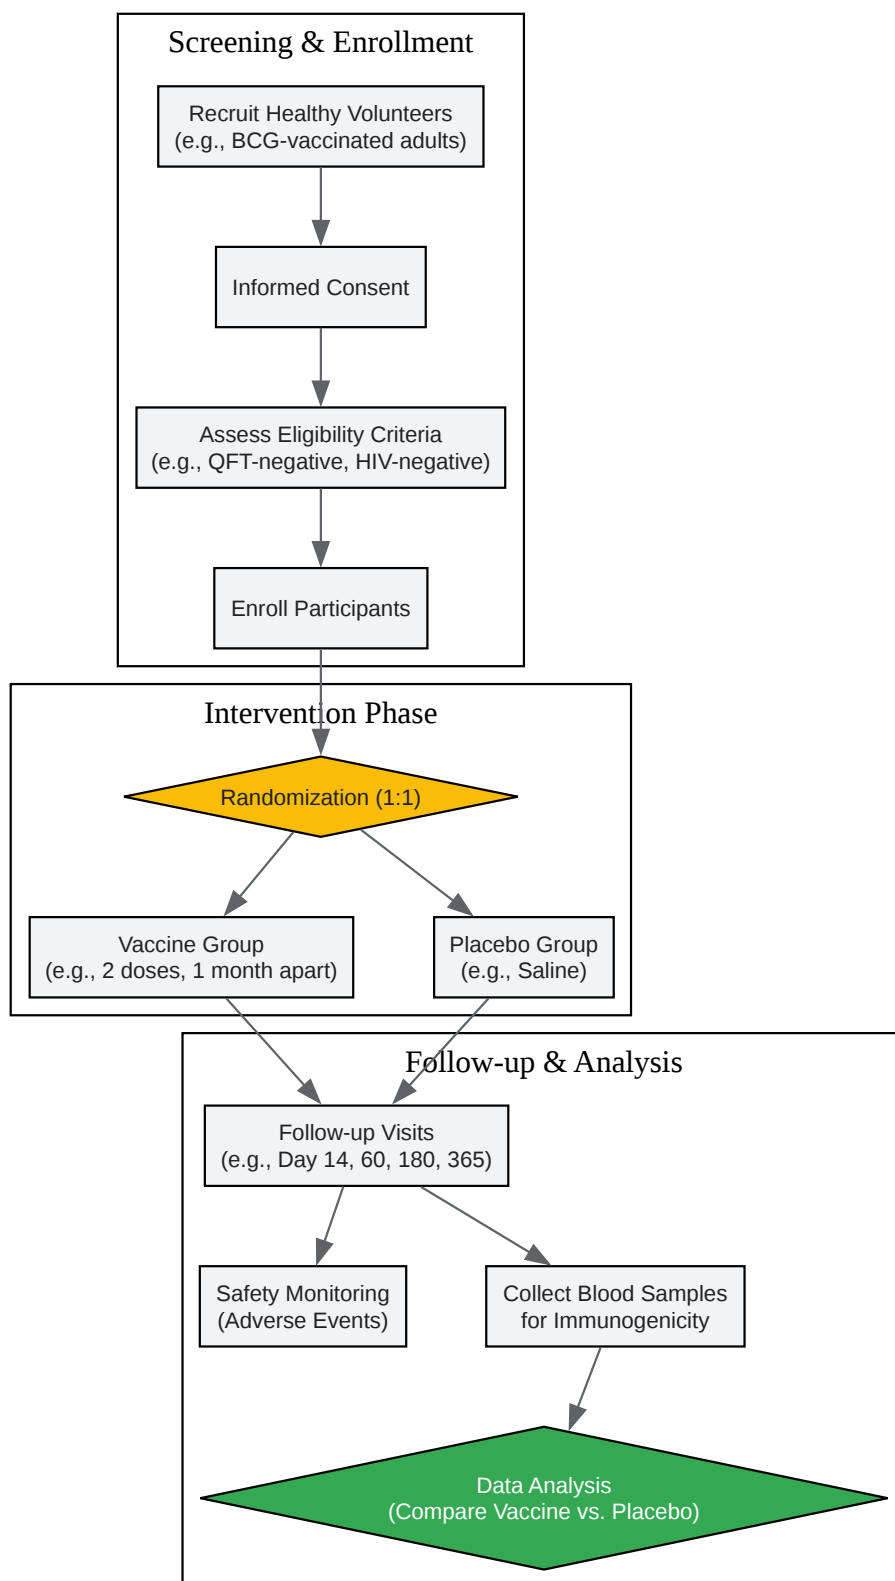 Screening & Enrollment
Recruit Healthy Volunteers
(e.g., BCG-vaccinated adults)
Informed Consent
Assess Eligibility Criteria
(e.g., QFT-negative, HIV-negative)
Enroll Participants
Intervention Phase
Randomization (1:1)
Vaccine Group
(e.g., 2 doses, 1 month apart)
Placebo Group
(e.g., Saline)
Follow-up & Analysis
Follow-up Visits
(e.g., Day 14, 60, 180, 365)
Safety Monitoring
(Adverse Events)
Collect Blood Samples
for Immunogenicity
Data Analysis
(Compare Vaccine vs. Placebo)